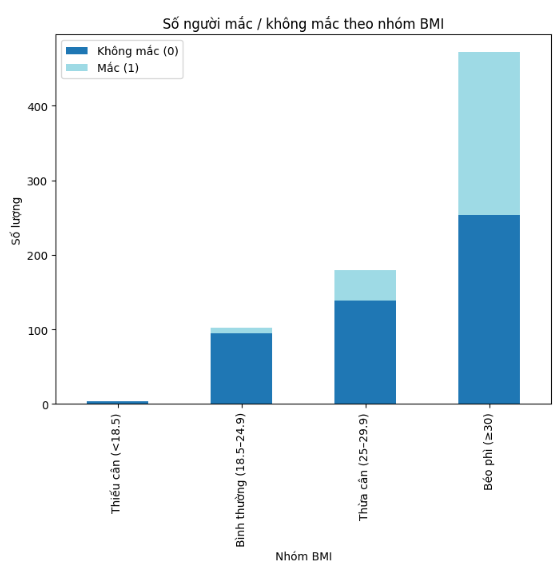 Số người mắc / không mắc theo nhóm BMI
Không mắc (0)
Mắc (1)
Số lượng
400
300
200
100
0
Thiếu cân (<18.5)
Bình thường (18.5–24.9)
Thừa cân (25–29.9)
Béo phì (≥30)
Nhóm BMI